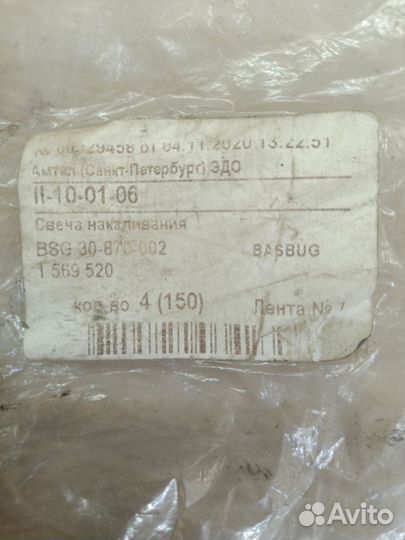 от 04.11.2020 13:22:51
Амтел (Санкт-Петербург) ЭДО
II-10-01-06
Свеча накаливания
BSG 30-870-002 BASBUG
1 569 520
кол-во 4 (150) Лента №
Avito